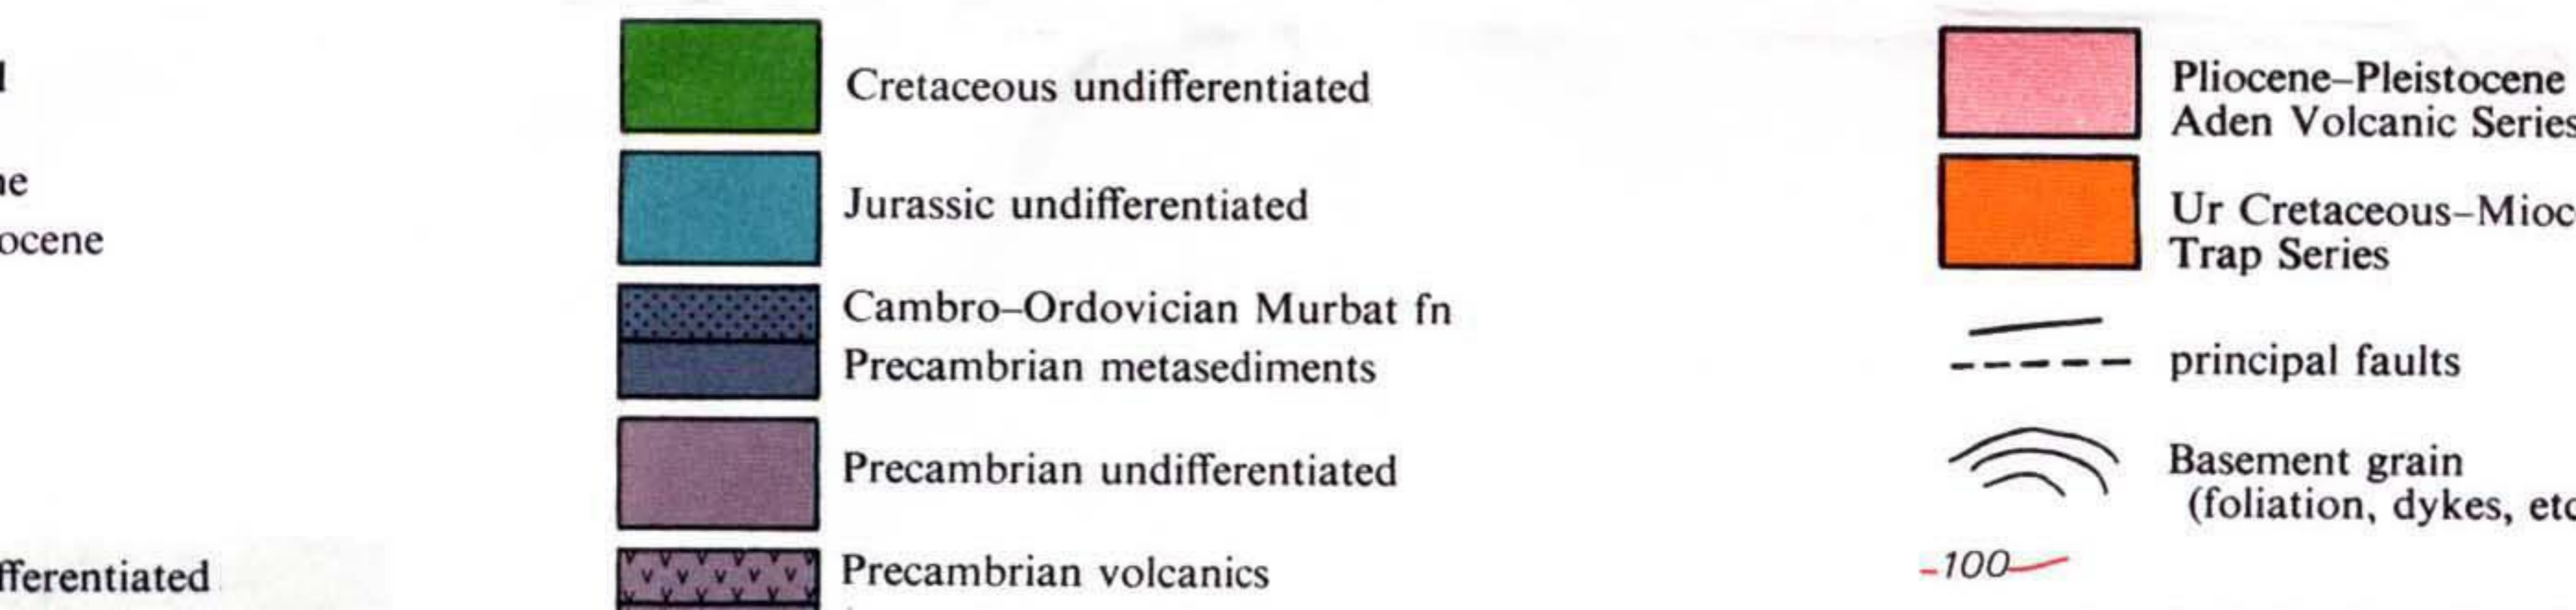 Cretaceous undifferentiated
Jurassic undifferentiated
Cambro–Ordovician Murbat fn
Precambrian metasediments
Precambrian undifferentiated
Precambrian volcanics
Pliocene–Pleistocene
Aden Volcanic Series
Ur Cretaceous–Mioc
Trap Series
principal faults
Basement grain
(foliation, dykes, etc
-100
ne
ocene
fferentiated